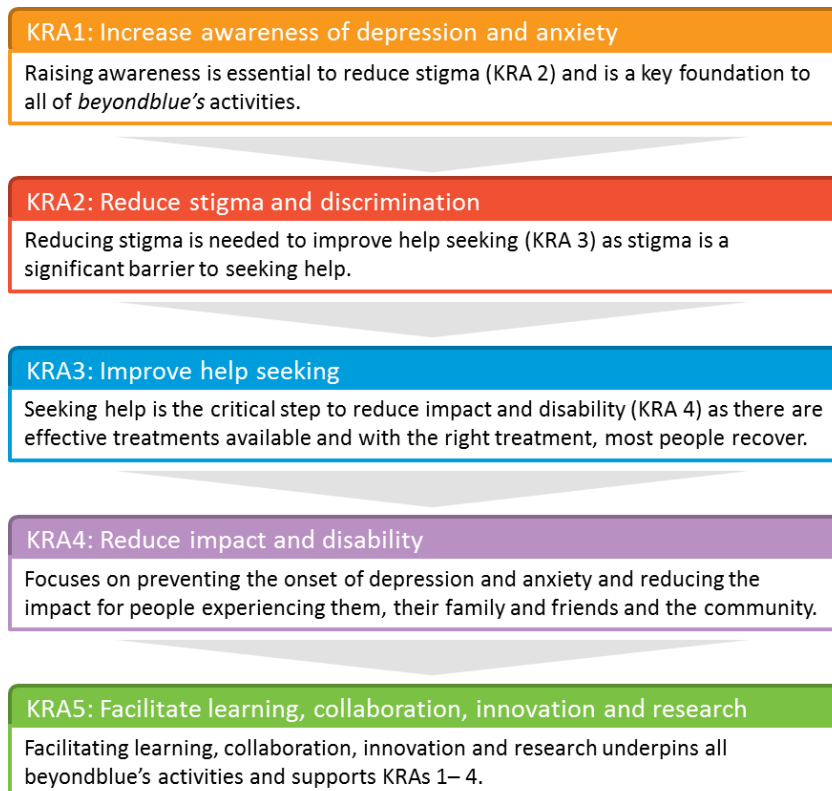 KRA1: Increase awareness of depression and anxiety
Raising awareness is essential to reduce stigma (KRA 2) and is a key foundation to
all of beyondblue's activities.
KRA2: Reduce stigma and discrimination
Reducing stigma is needed to improve help seeking (KRA 3) as stigma is a
significant barrier to seeking help.
KRA3: Improve help seeking
Seeking help is the critical step to reduce impact and disability (KRA 4) as there are
effective treatments available and with the right treatment, most people recover.
KRA4: Reduce impact and disability
Focuses on preventing the onset of depression and anxiety and reducing the
impact for people experiencing them, their family and friends and the community.
KRA5: Facilitate learning, collaboration, innovation and research
Facilitating learning, collaboration, innovation and research underpins all
beyondblue's activities and supports KRAs 1– 4.